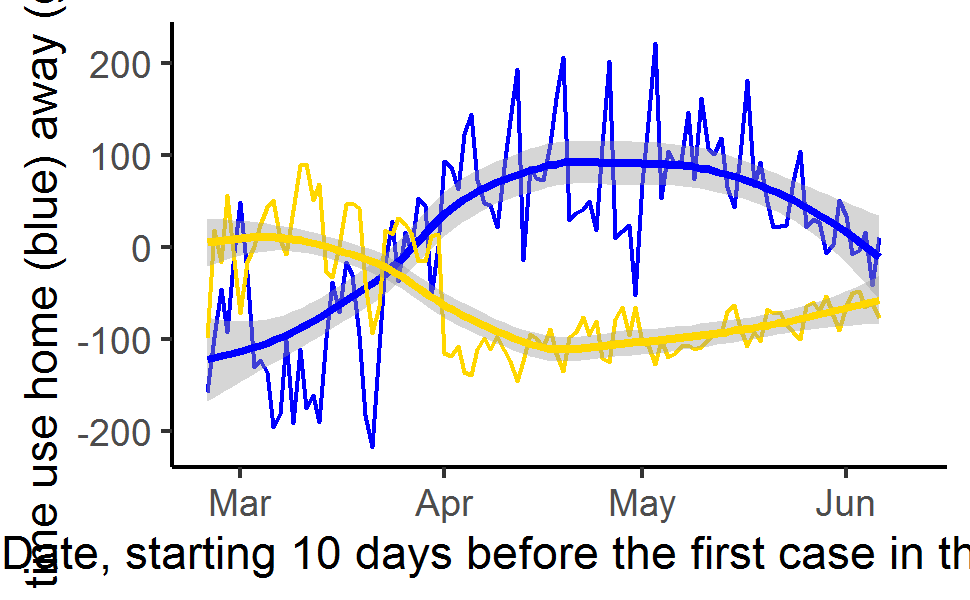 time use home (blue) away (
200
100
0
-100
-200
Mar Apr May Jun
Date, starting 10 days before the first case in th